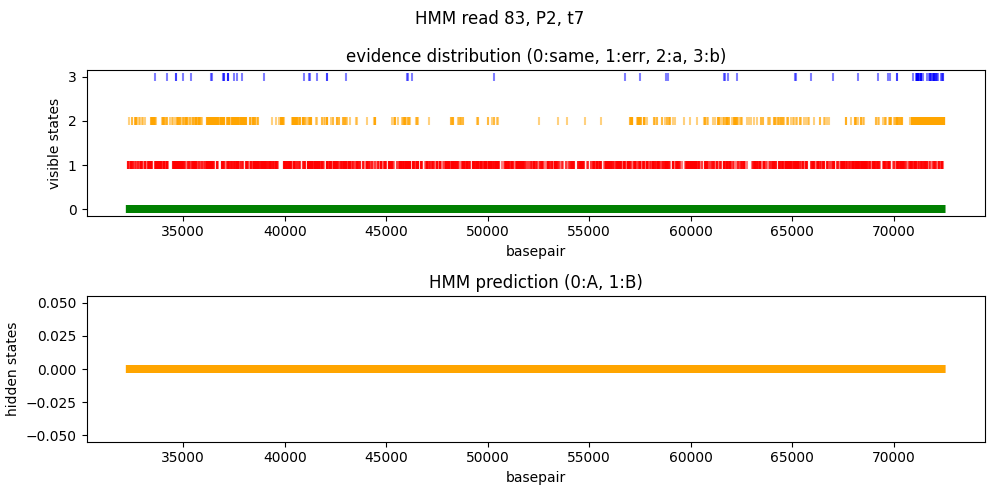 HMM read 83, P2, t7
evidence distribution (0:same, 1:err, 2:a, 3:b)
visible states
3
2
1
0
35000 40000 45000 50000 55000 60000 65000 70000
basepair
HMM prediction (0:A, 1:B)
hidden states
0.050
0.025
0.000
−0.025
−0.050
35000 40000 45000 50000 55000 60000 65000 70000
basepair